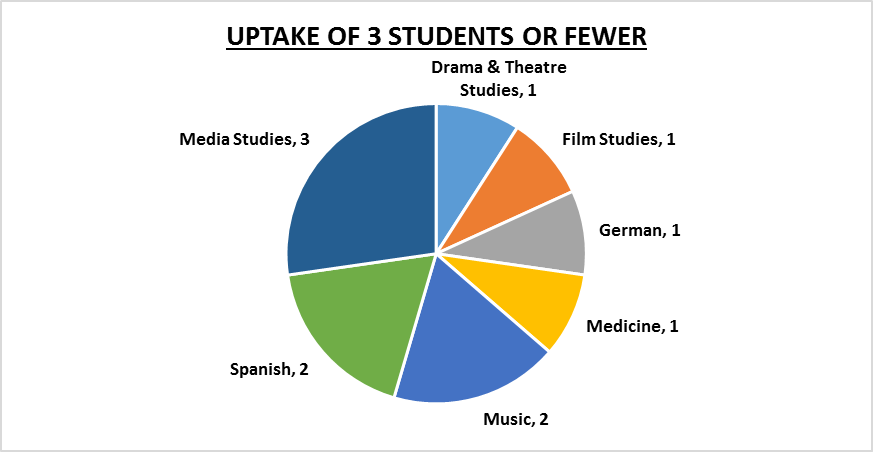 UPTAKE OF 3 STUDENTS OR FEWER
Drama & Theatre
Studies, 1
Film Studies, 1
German, 1
Medicine, 1
Music, 2
Spanish, 2
Media Studies, 3